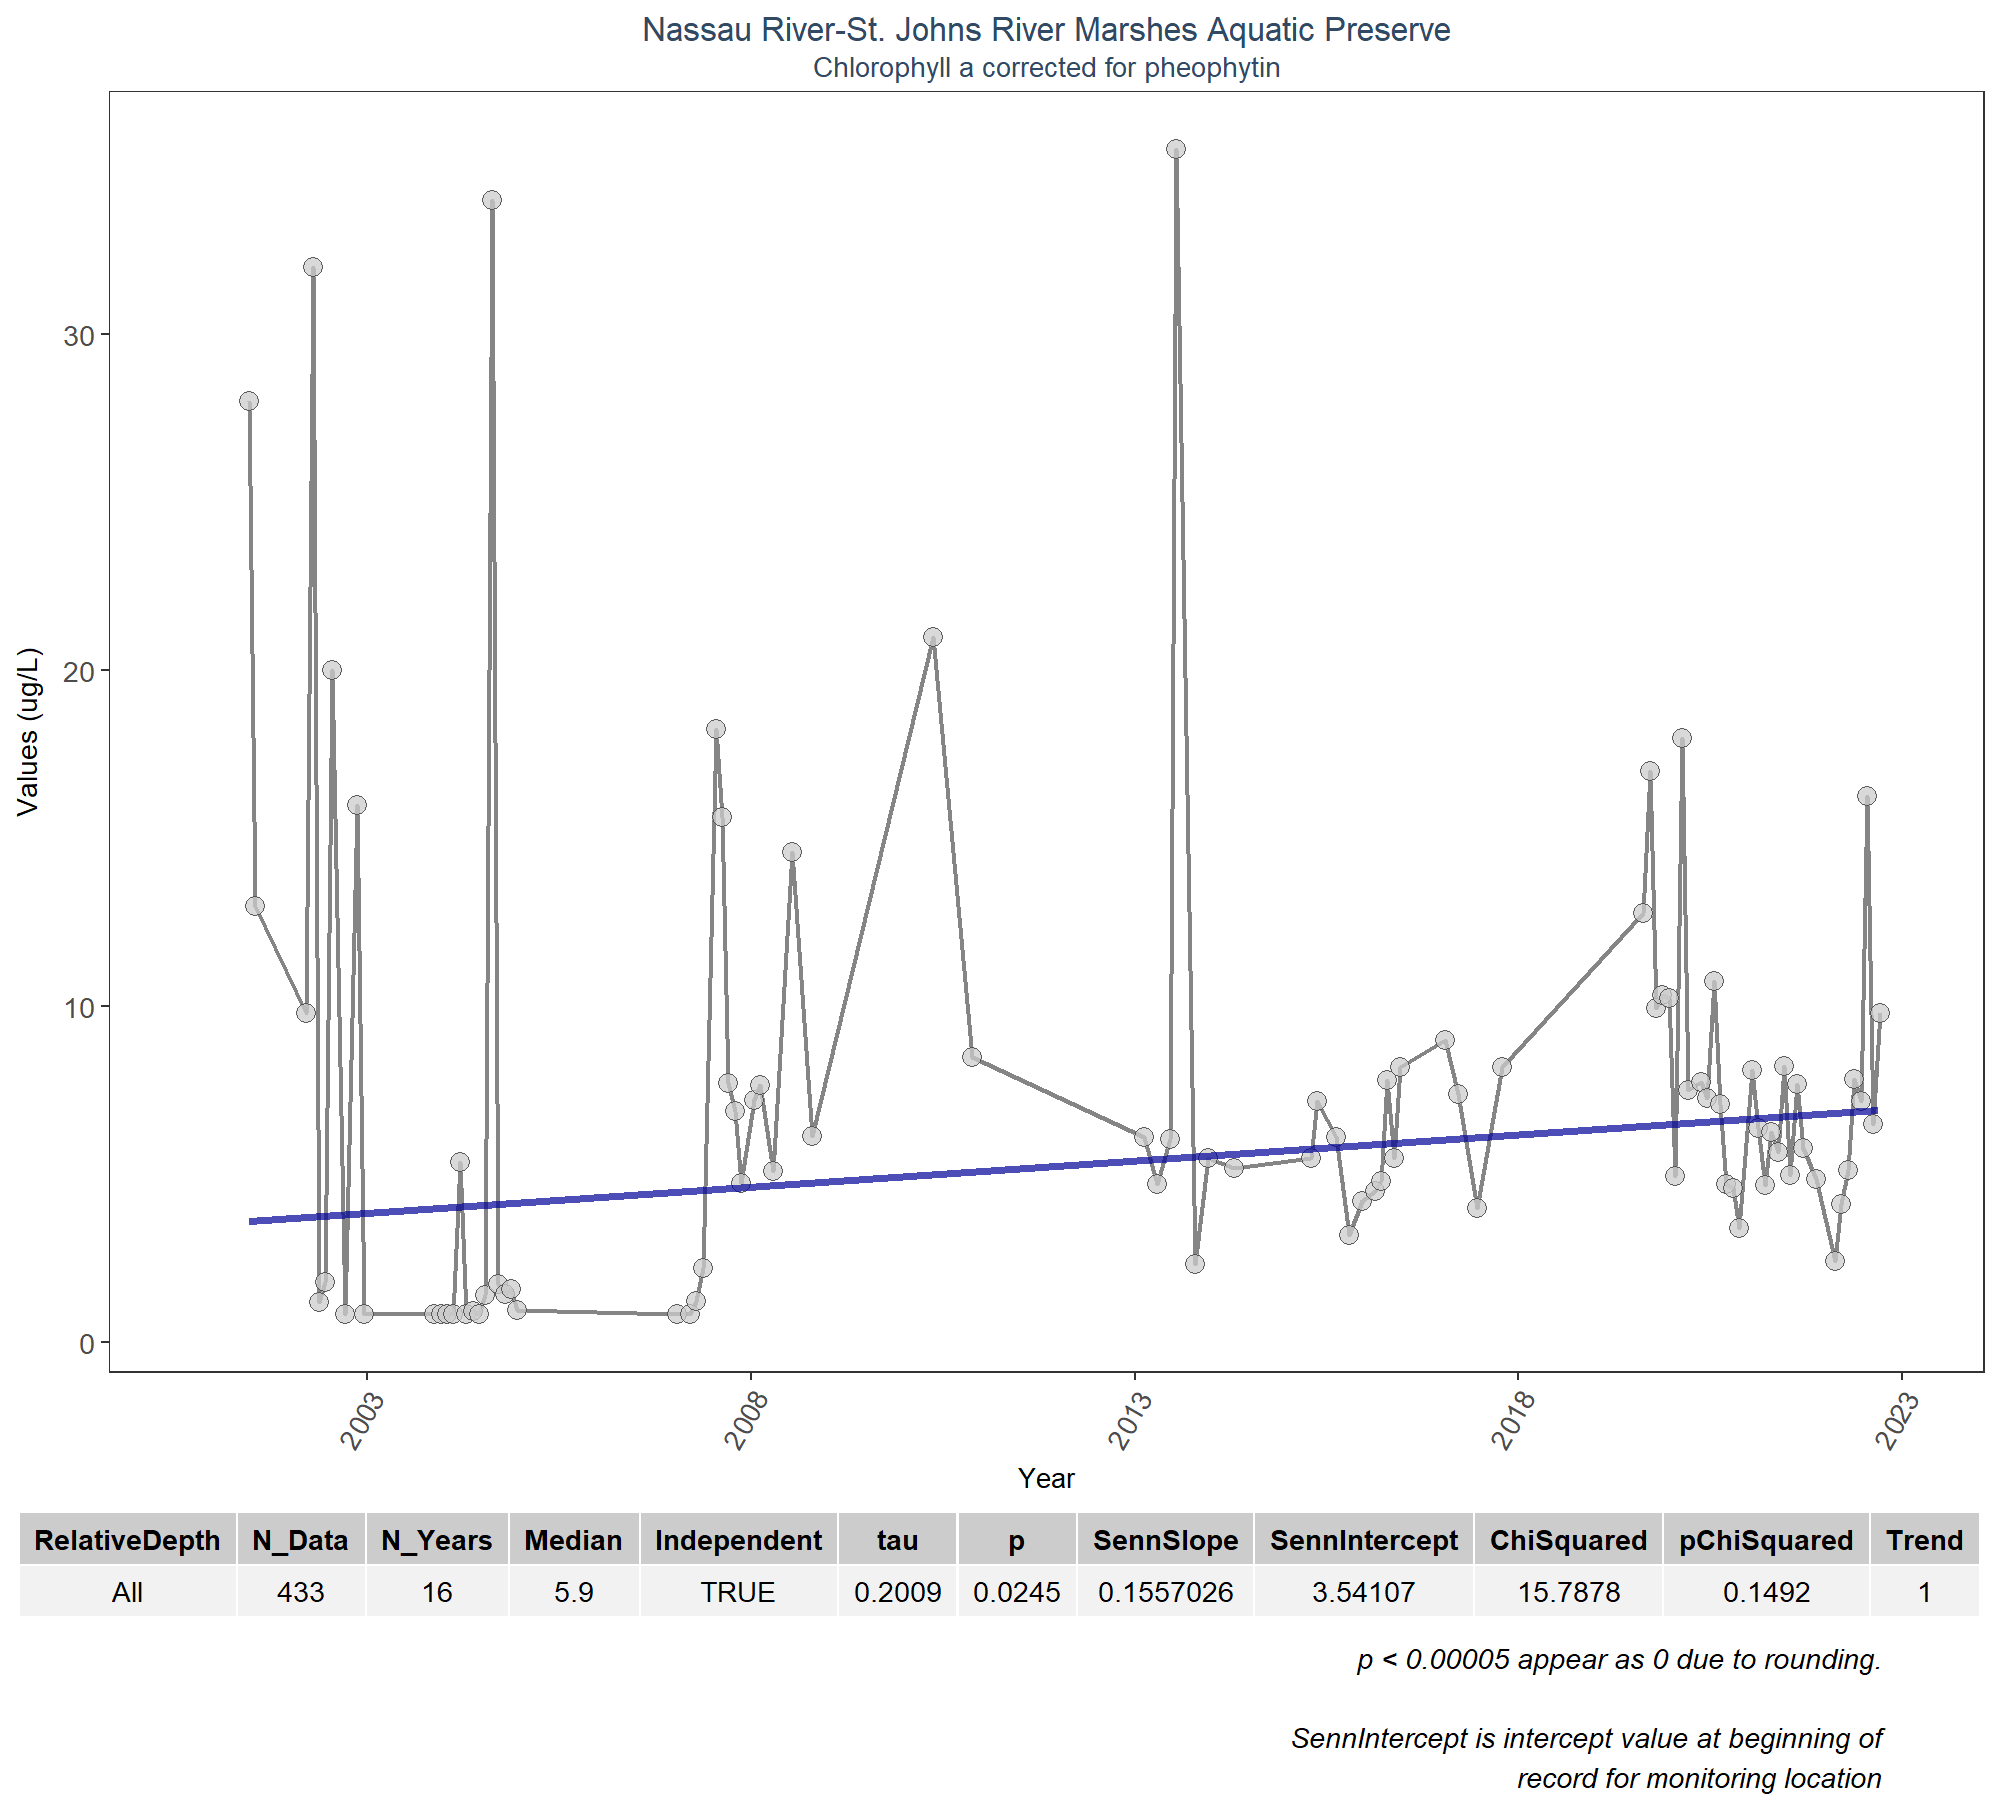 Nassau River-St. Johns River Marshes Aquatic Preserve
Chlorophyll a corrected for pheophytin
Values (ug/L)
30
20
10
0
2003 2008 2013 2018 2023
Year
RelativeDepth N_Data N_Years Median Independent tau p SennSlope SennIntercept ChiSquared pChiSquared Trend
All 433 16 5.9 TRUE 0.2009 0.0245 0.1557026 3.54107 15.7878 0.1492 1
p < 0.00005 appear as 0 due to rounding.
SennIntercept is intercept value at beginning of
record for monitoring location